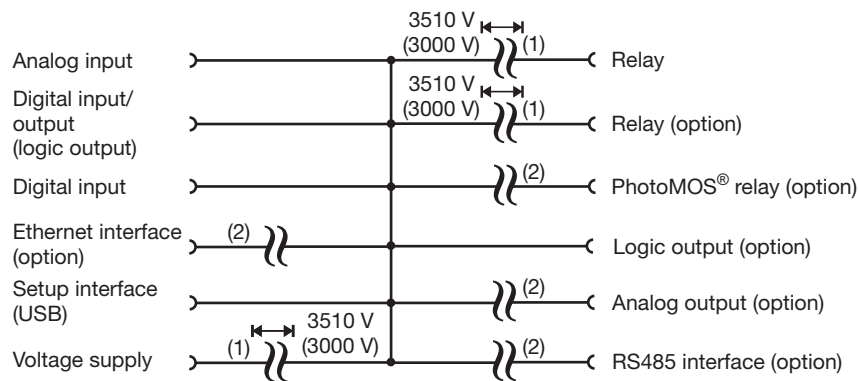 3510 V
(3000 V) (1)
Analog input
Relay
3510 V
(3000 V) (1)
Digital input/
output
(logic output)
Relay (option)
Digital input
(2)
PhotoMOS® relay (option)
Ethernet interface
(option)
(2)
Logic output (option)
Setup interface
(USB)
(2)
Analog output (option)
3510 V
(3000 V)
Voltage supply
(1)
(2)
RS485 interface (option)